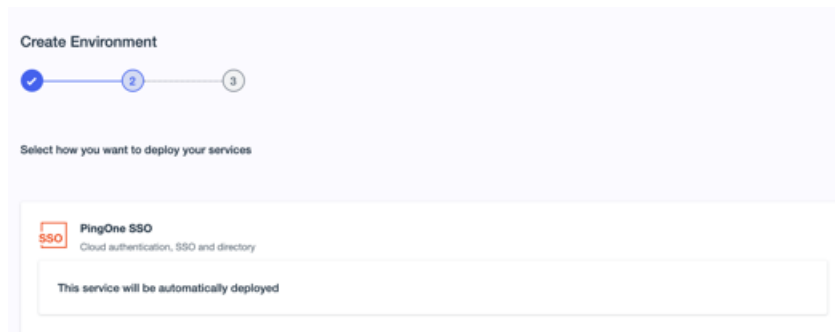 Create Environment
2
3
Select how you want to deploy your services
SSO
PingOne SSO
Cloud authentication, SSO and directory
This service will be automatically deployed